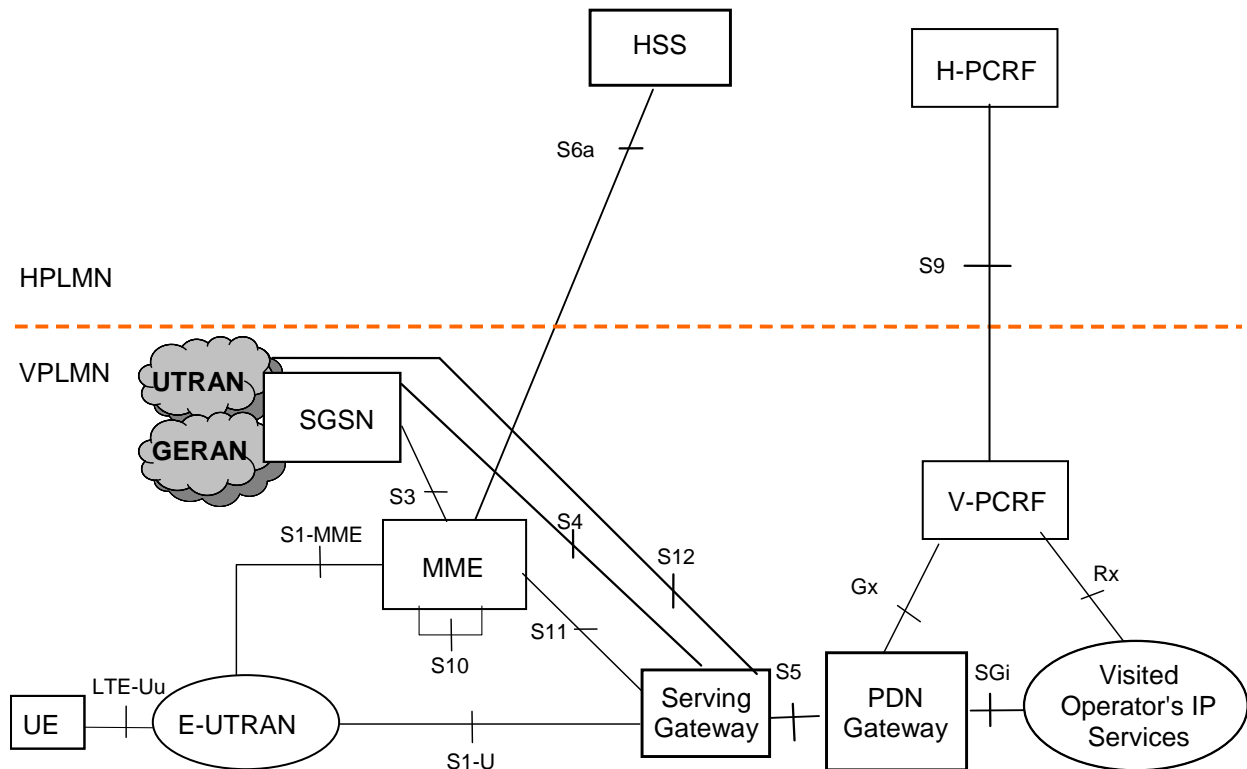 HSS
H-PCRF
S6a
S9
HPLMN
VPLMN
UTRAN
SGSN
GERAN
S3
V-PCRF
S4
S1-MME
S12
MME
Gx
Rx
S11
S10
S5
SGi
LTE-Uu
UE
E-UTRAN
Serving
Gateway
PDN
Gateway
Visited
Operator's IP
Services
S1-U